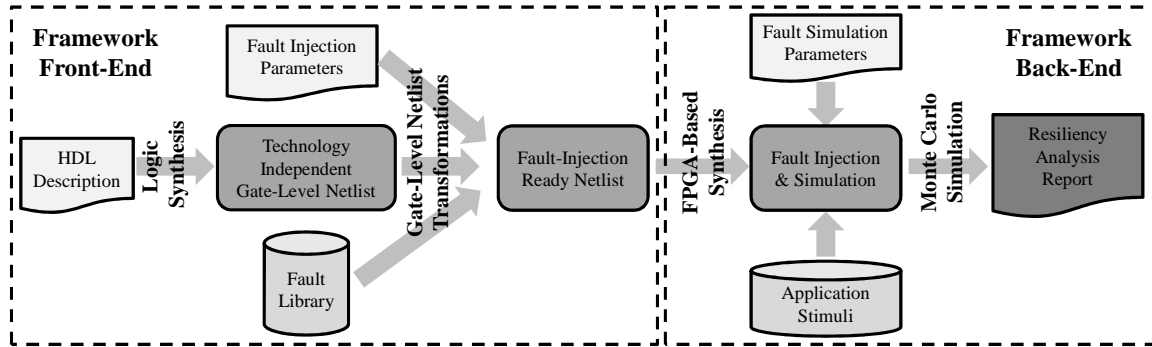 Framework
Front-End
Fault Injection
Parameters
HDL
Description
Logic
Synthesis
Technology
Independent
Gate-Level Netlist
Fault
Library
Gate-Level Netlist
Transformations
Fault-Injection
Ready Netlist
FPGA-Based
Synthesis
Fault Simulation
Parameters
Fault Injection
& Simulation
Application
Stimuli
Monte Carlo
Simulation
Framework
Back-End
Resiliency
Analysis
Report